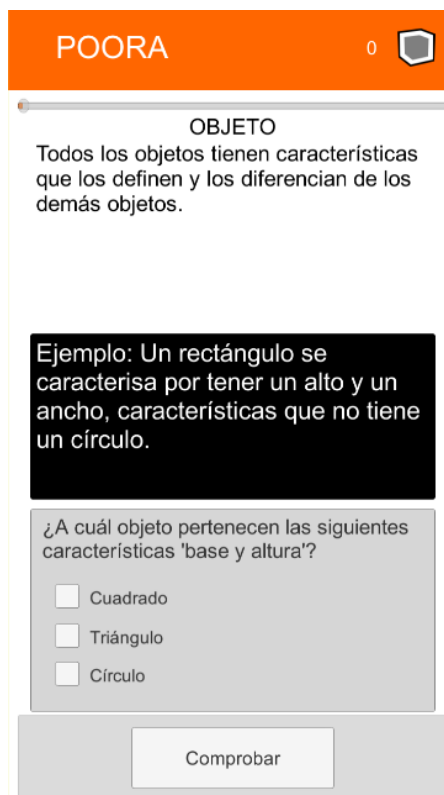 POORA
0
OBJETO
Todos los objetos tienen características
que los definen y los diferencian de los
demás objetos.
Ejemplo: Un rectángulo se
caracterisa por tener un alto y un
ancho, características que no tiene
un círculo.
¿A cuál objeto pertenecen las siguientes
características 'base y altura'?
Cuadrado
Triángulo
Círculo
Comprobar